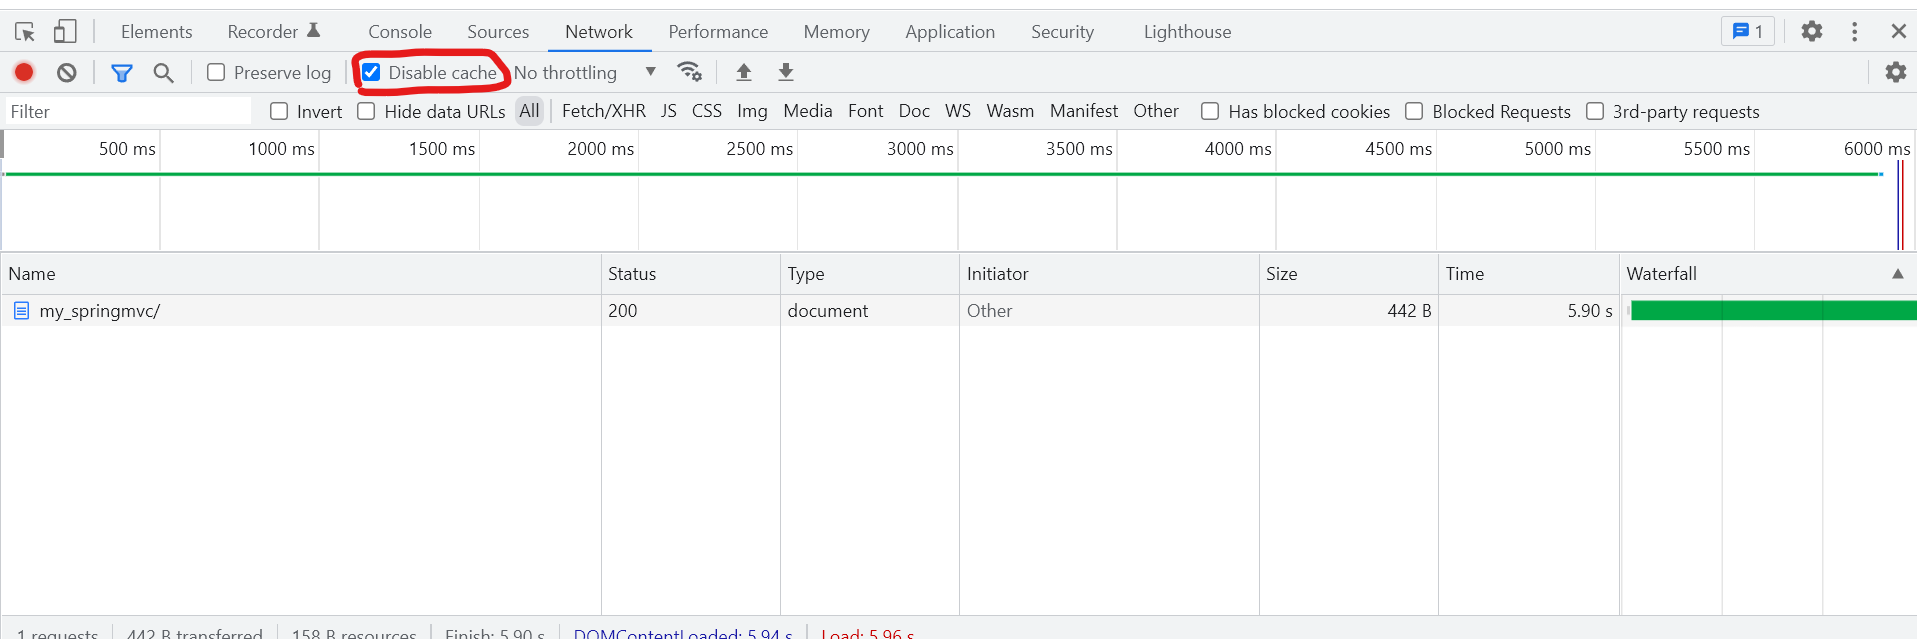 Elements Recorder Console Sources Network Performance Memory Application Security Lighthouse 1
Preserve log Disable cache No throttling
Filter Invert Hide data URLs All Fetch/XHR JS CSS Img Media Font Doc WS Wasm Manifest Other Has blocked cookies Blocked Requests 3rd-party requests
500 ms 1000 ms 1500 ms 2000 ms 2500 ms 3000 ms 3500 ms 4000 ms 4500 ms 5000 ms 5500 ms 6000 ms
Name Status Type Initiator Size Time Waterfall
my_springmvc/ 200 document Other 442 B 5.90 s
1 requests 442 B transferred 158 B resources Finish: 5.90 s DOMContentLoaded: 5.94 s Load: 5.96 s